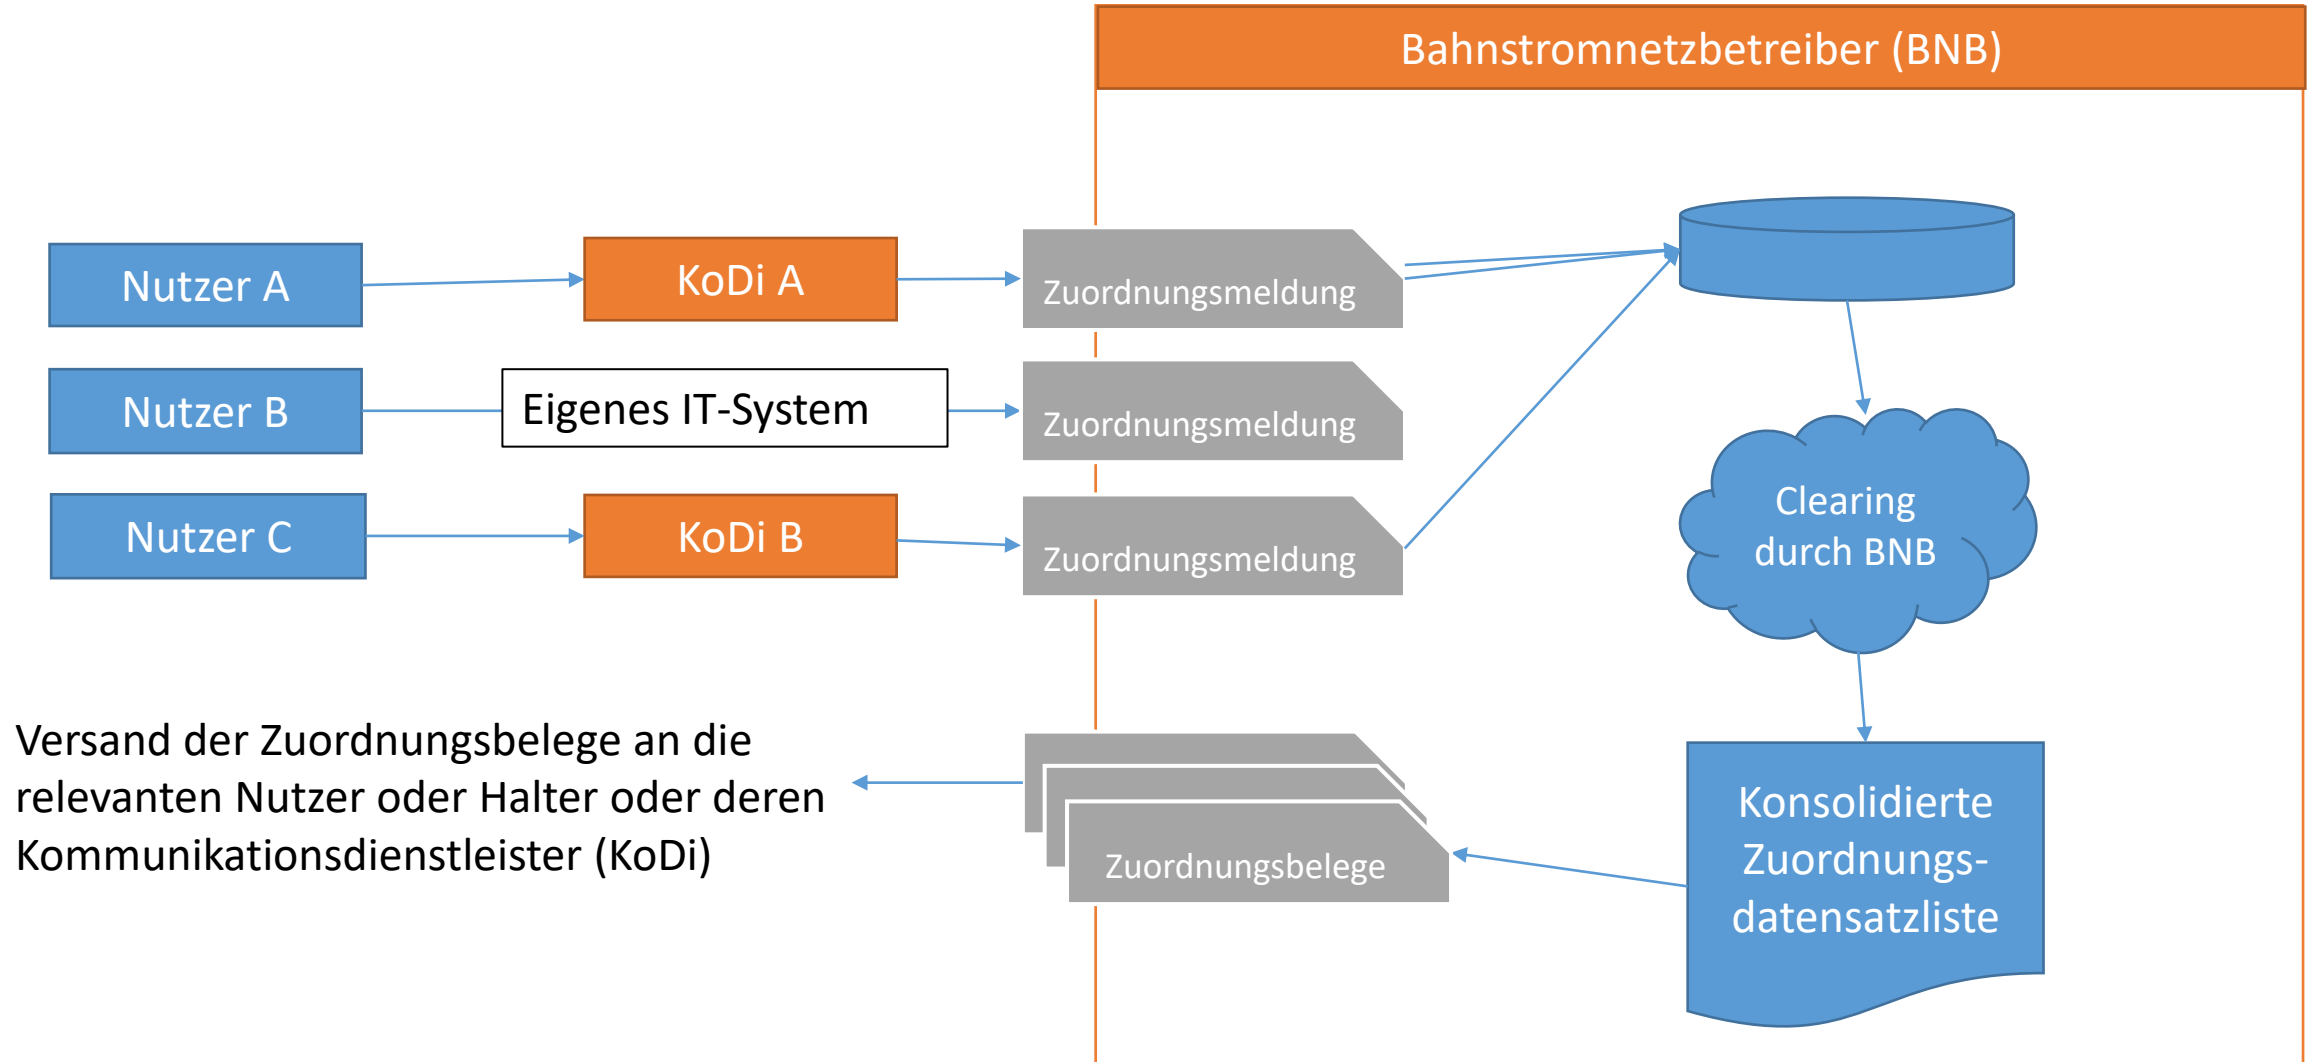 Bahnstromnetzbetreiber (BNB)
Nutzer A
KoDi A
Zuordnungsmeldung
Nutzer B
Eigenes IT-System
Zuordnungsmeldung
Nutzer C
KoDi B
Zuordnungsmeldung
Clearing
durch BNB
Versand der Zuordnungsbelege an die
relevanten Nutzer oder Halter oder deren
Kommunikationsdienstleister (KoDi)
Zuordnungsbelege
Konsolidierte
Zuordnungs-
datensatzliste